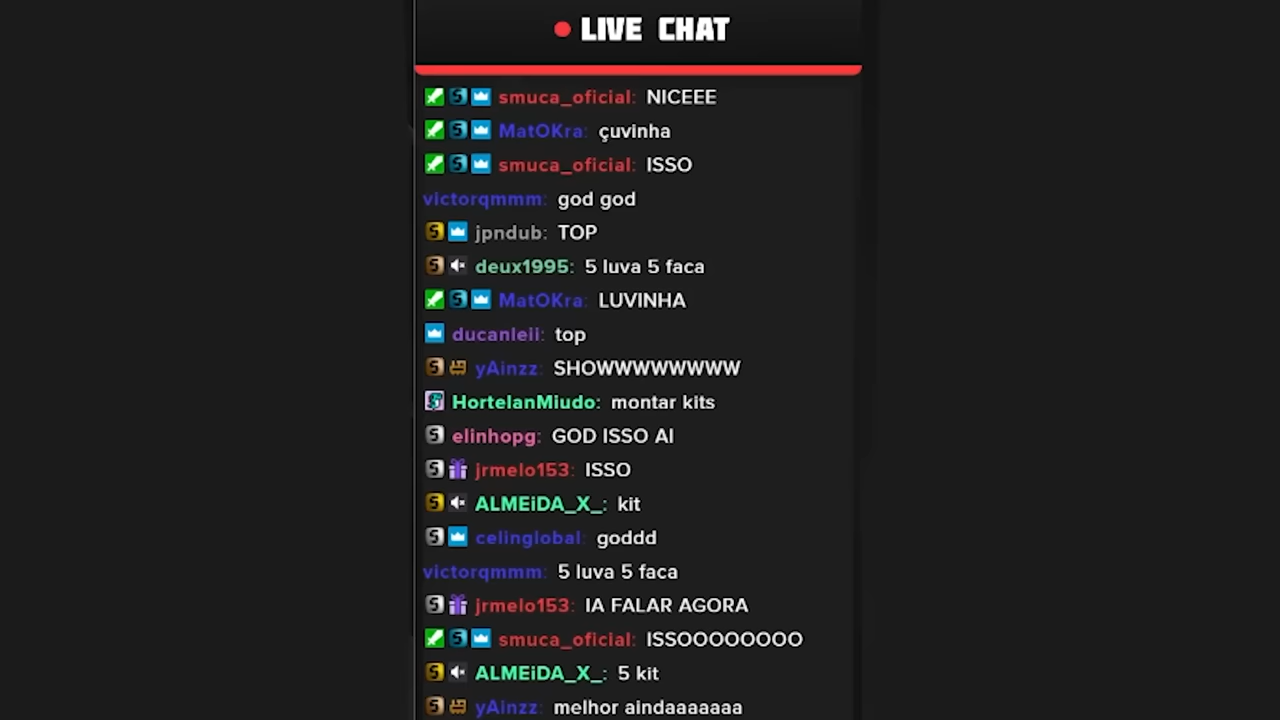 LIVE CHAT
smuca_oficial: NICEEE
MatOKra: çuvinha
smuca_oficial: ISSO
victorqmmm: god god
jpndub: TOP
deux1995: 5 luva 5 faca
MatOKra: LUVINHA
ducanleii: top
yAinzz: SHOWWWWWWWW
HortelanMiudo: montar kits
elinhopg: GOD ISSO AI
jrmelo153: ISSO
ALMEiDA_X_: kit
celinglobal: goddd
victorqmmm: 5 luva 5 faca
jrmelo153: IA FALAR AGORA
smuca_oficial: ISSOOOOOOOO
ALMEiDA_X_: 5 kit
yAinzz: melhor aindaaaaaaa